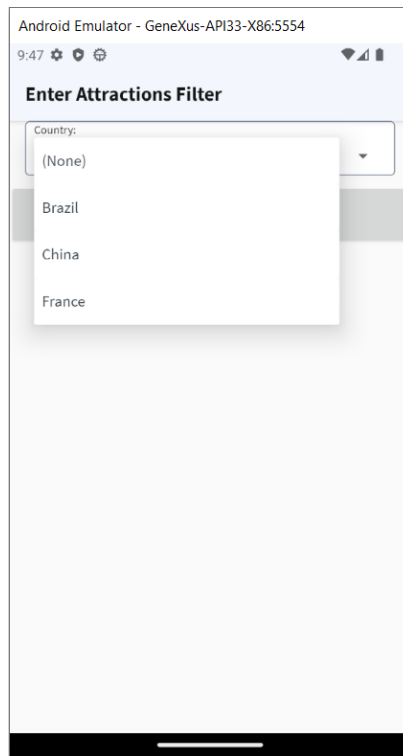 Android Emulator - GeneXus-API33-X86:5554
9:47
Enter Attractions Filter
Country:
(None)
Brazil
China
France